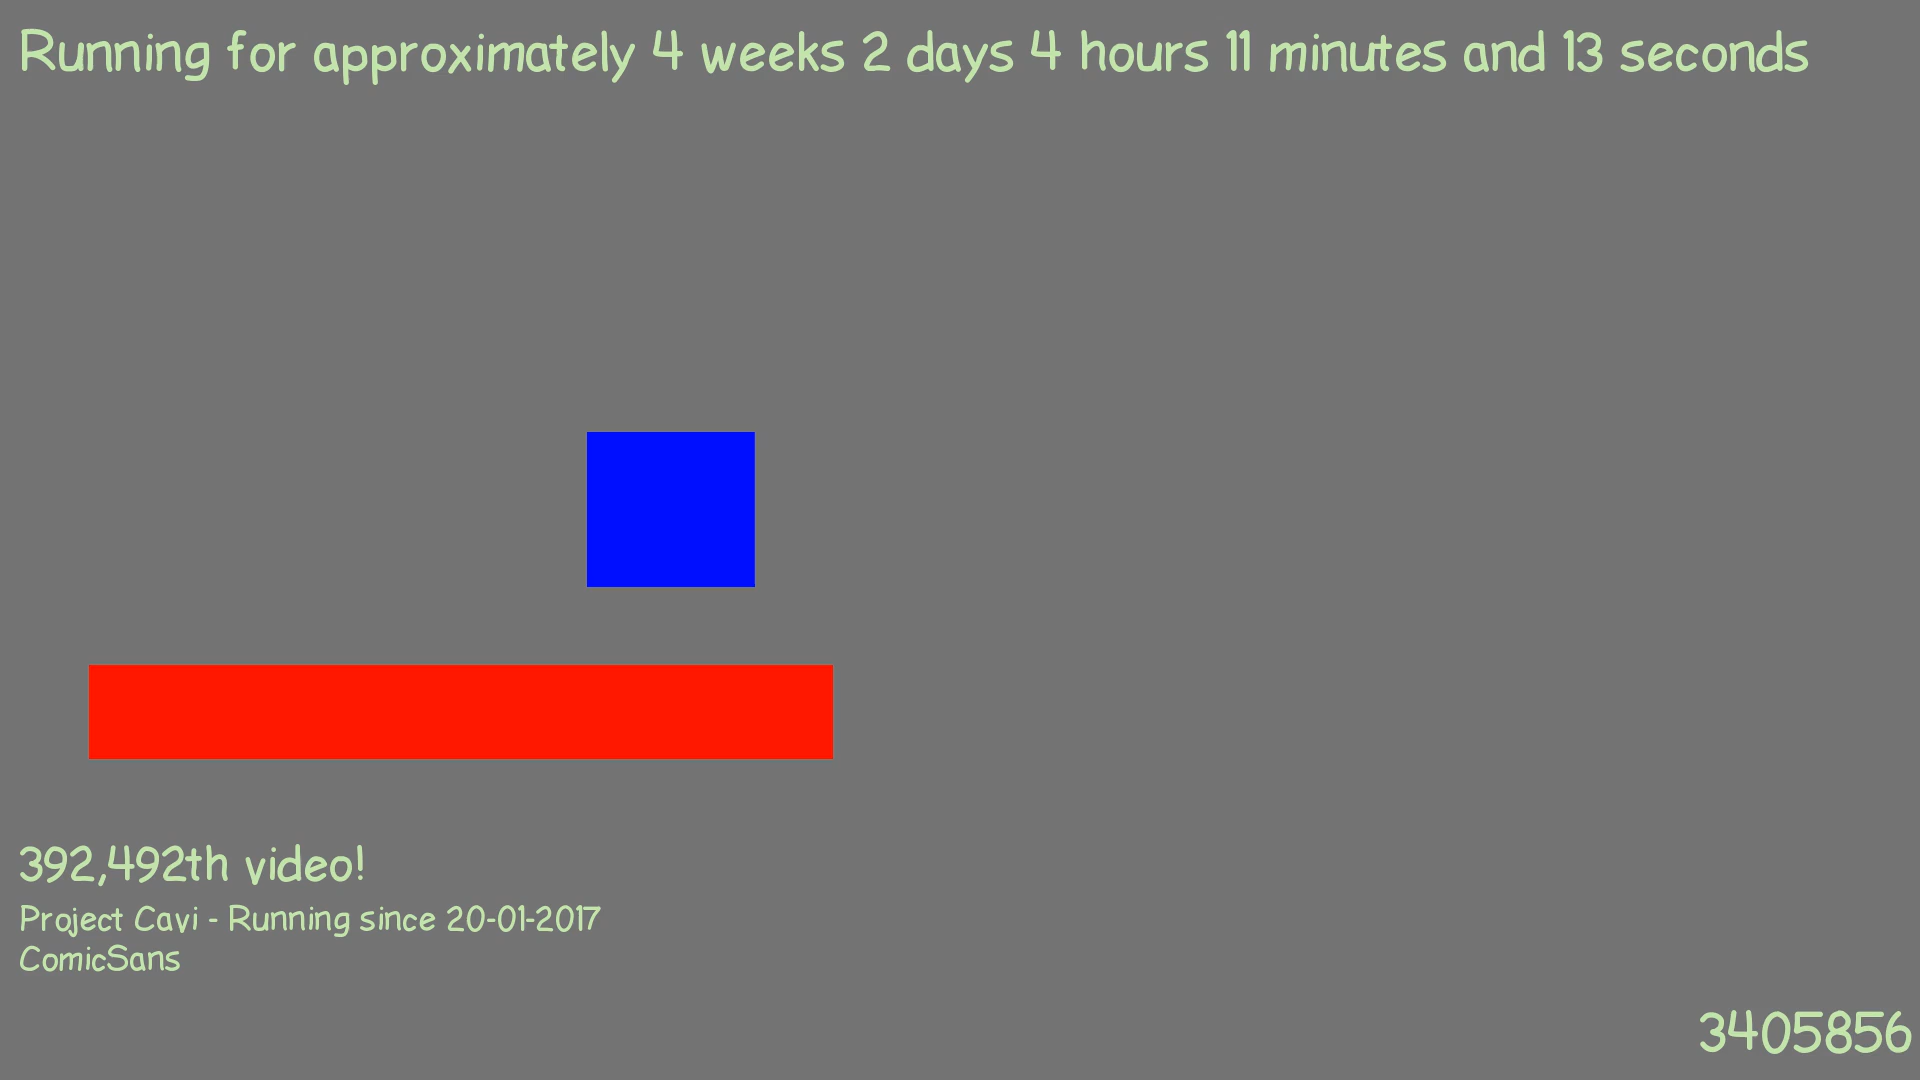 Running for approximately 4 weeks 2 days 4 hours 11 minutes and 13 seconds
392,492th video!
Project Cavi - Running since 20-01-2017
ComicSans
3405856